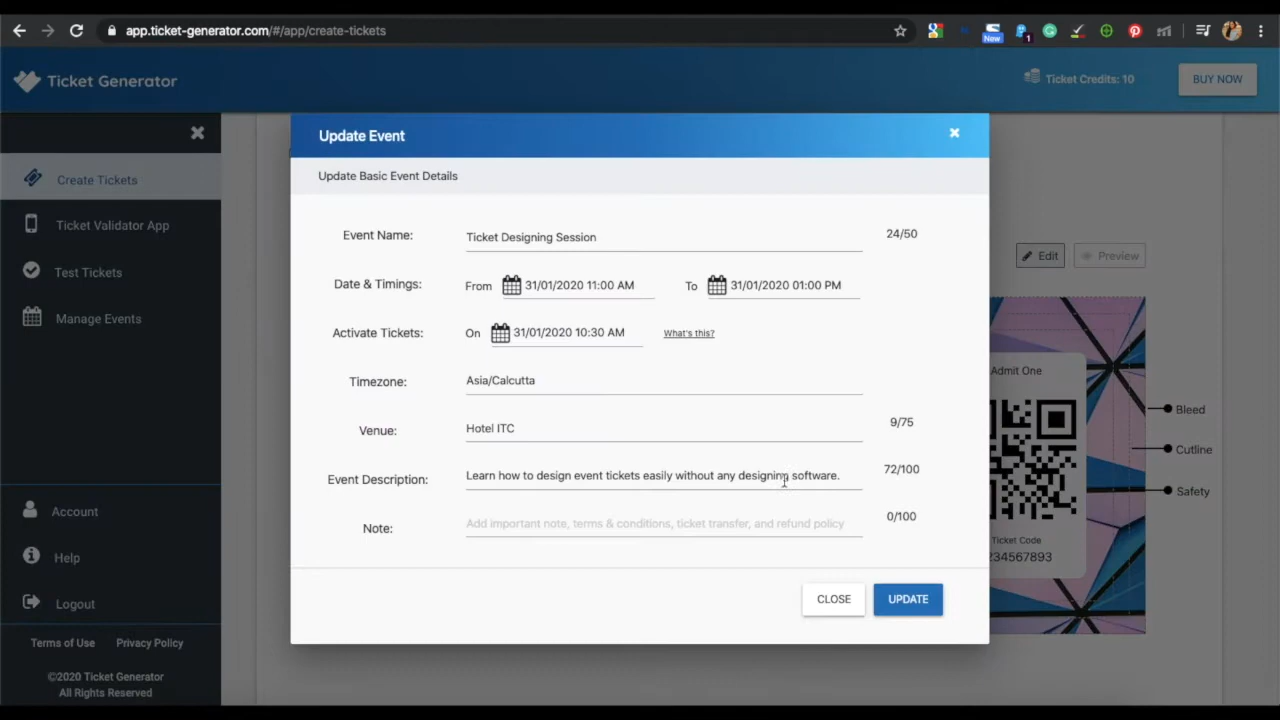 app.ticket-generator.com/#/app/create-tickets
New
1
Ticket Generator
Ticket Credits: 10
BUY NOW
Create Tickets
Ticket Validator App
Test Tickets
Manage Events
Account
Help
Logout
Terms of Use Privacy Policy
©2020 Ticket Generator
All Rights Reserved
Update Event
Update Basic Event Details
Event Name: Ticket Designing Session 24/50
Date & Timings: From 31/01/2020 11:00 AM To 31/01/2020 01:00 PM
Activate Tickets: On 31/01/2020 10:30 AM What's this?
Timezone: Asia/Calcutta
Venue: Hotel ITC 9/75
Event Description: Learn how to design event tickets easily without any designing software. 72/100
Note: Add important note, terms & conditions, ticket transfer, and refund policy 0/100
CLOSE UPDATE
Edit Preview
Admit One
Ticket Code
234567893
Bleed
Cutline
Safety